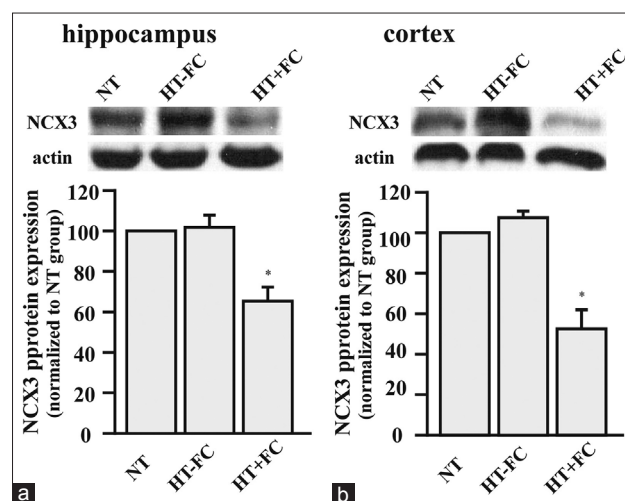 hippocampus
NT HT-FC HT+FC
NCX3
actin
NCX3 pprotein expression
(normalized to NT group)
120
100
80
60
40
20
0
*
NT HT-FC HT+FC
a
cortex
NT HT-FC HT+FC
NCX3
actin
NCX3 pprotein expression
(normalized to NT group)
120
100
80
60
40
20
0
*
NT HT-FC HT+FC
b